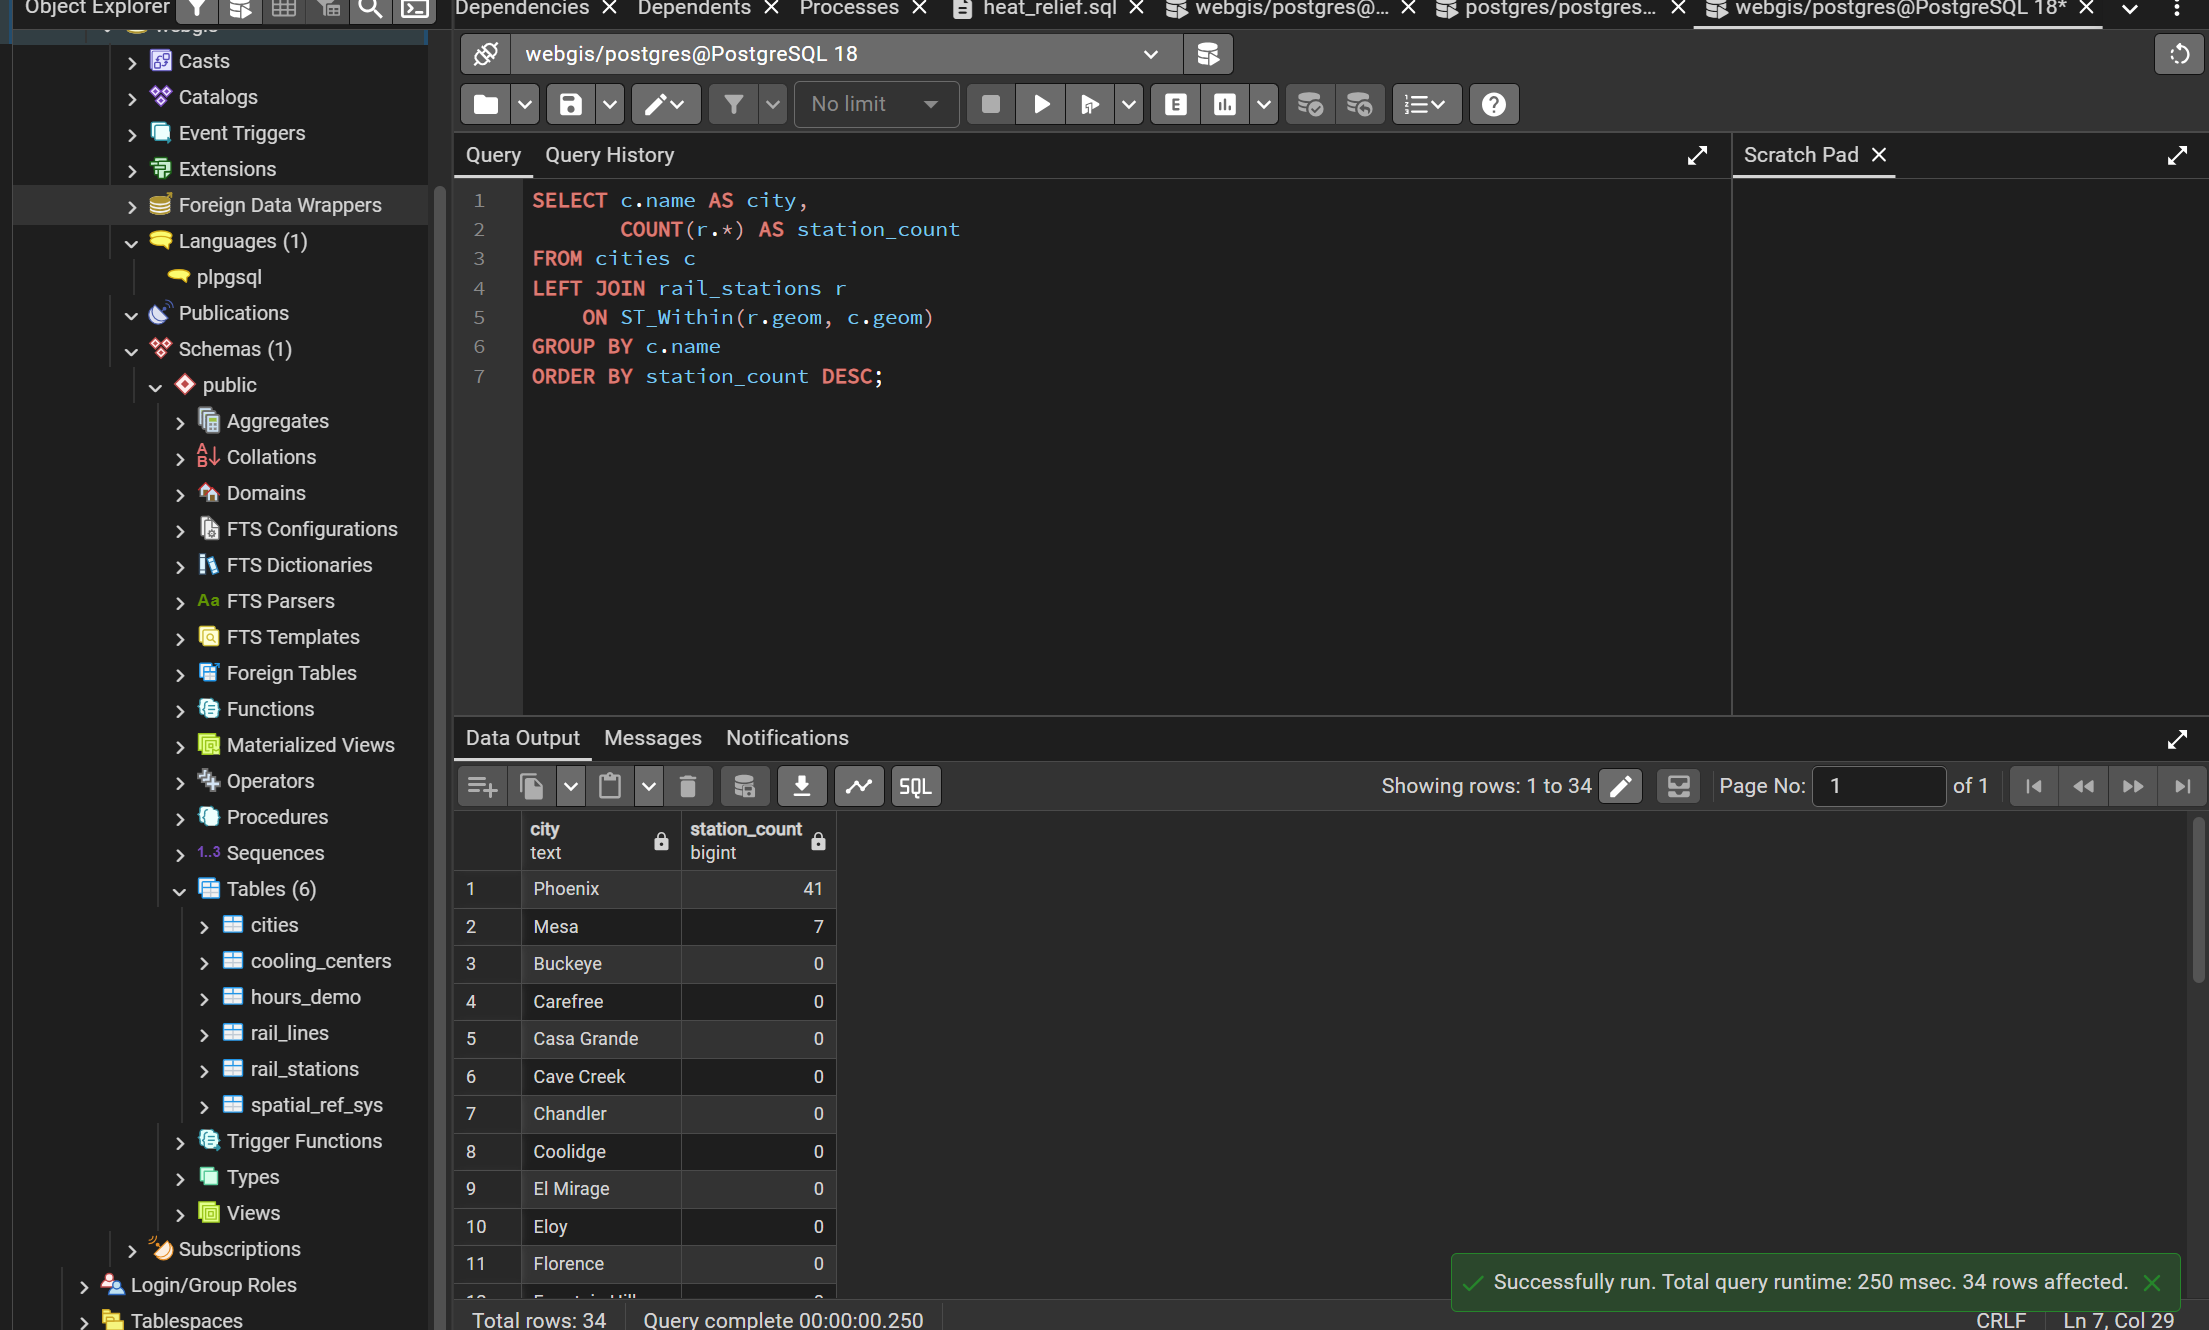 Object Explorer
Dependencies
Dependents
Processes
heat_relief.sql
webgis/postgres@...
postgres/postgres...
webgis/postgres@PostgreSQL 18*
webgis
Casts
Catalogs
Event Triggers
Extensions
Foreign Data Wrappers
Languages (1)
plpgsql
Publications
Schemas (1)
public
Aggregates
Collations
Domains
FTS Configurations
FTS Dictionaries
Aa FTS Parsers
FTS Templates
Foreign Tables
Functions
Materialized Views
Operators
Procedures
1..3 Sequences
Tables (6)
cities
cooling_centers
hours_demo
rail_lines
rail_stations
spatial_ref_sys
Trigger Functions
Types
Views
Subscriptions
Login/Group Roles
Tablespaces
webgis/postgres@PostgreSQL 18
No limit
E
Query
Query History
Scratch Pad
1 SELECT c.name AS city,
2 COUNT(r.*) AS station_count
3 FROM cities c
4 LEFT JOIN rail_stations r
5 ON ST_Within(r.geom, c.geom)
6 GROUP BY c.name
7 ORDER BY station_count DESC;
Data Output
Messages
Notifications
SQL
Showing rows: 1 to 34
Page No: 1 of 1
city text
station_count bigint
1 Phoenix 41
2 Mesa 7
3 Buckeye 0
4 Carefree 0
5 Casa Grande 0
6 Cave Creek 0
7 Chandler 0
8 Coolidge 0
9 El Mirage 0
10 Eloy 0
11 Florence 0
Successfully run. Total query runtime: 250 msec. 34 rows affected.
Total rows: 34
Query complete 00:00:00.250
CRLF
Ln 7, Col 29